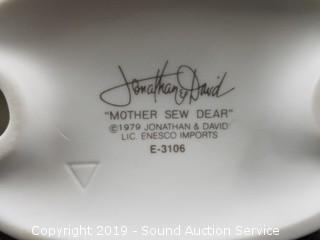 Jonathan & David
"MOTHER SEW DEAR"
©1979 JONATHAN & DAVID
LIC. ENESCO IMPORTS
E-3106
Copyright 2019 - Sound Auction Service